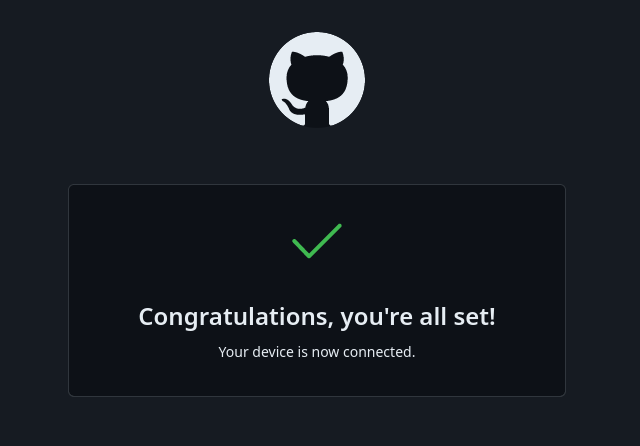 Congratulations, you're all set!
Your device is now connected.